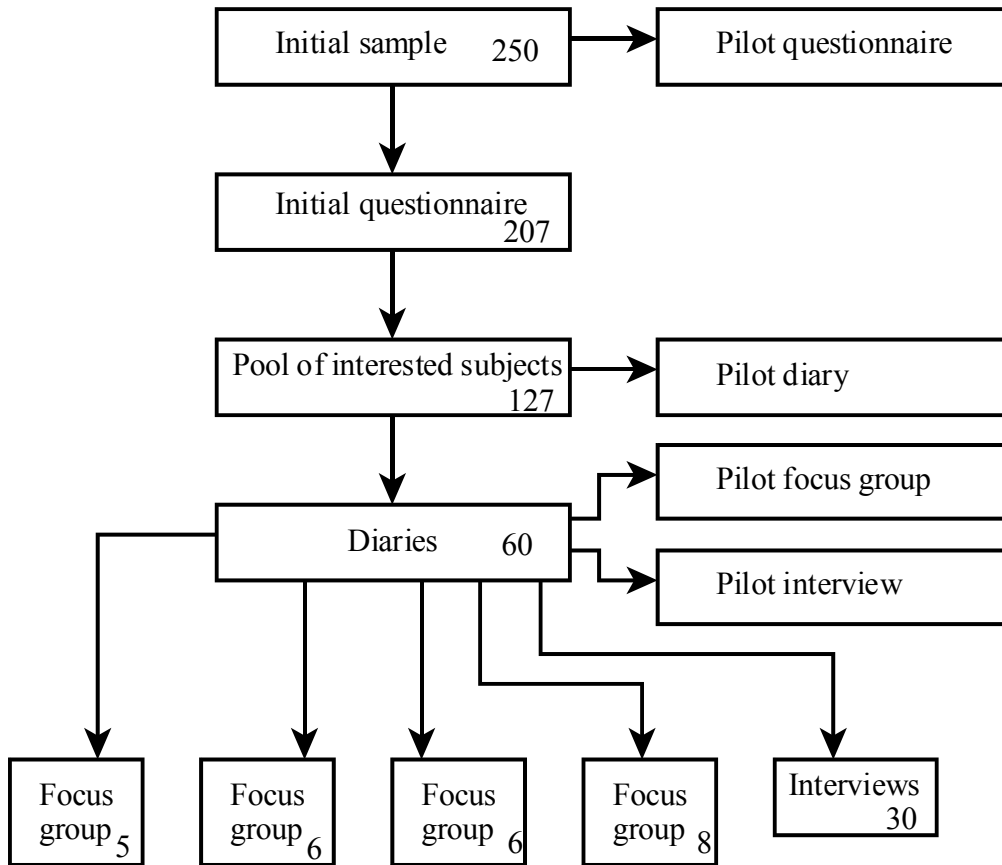 Initial sample 250
Pilot questionnaire
Initial questionnaire
207
Pool of interested subjects
127
Pilot diary
Pilot focus group
Diaries 60
Pilot interview
Focus
group 5
Focus
group 6
Focus
group 6
Focus
group 8
Interviews
30